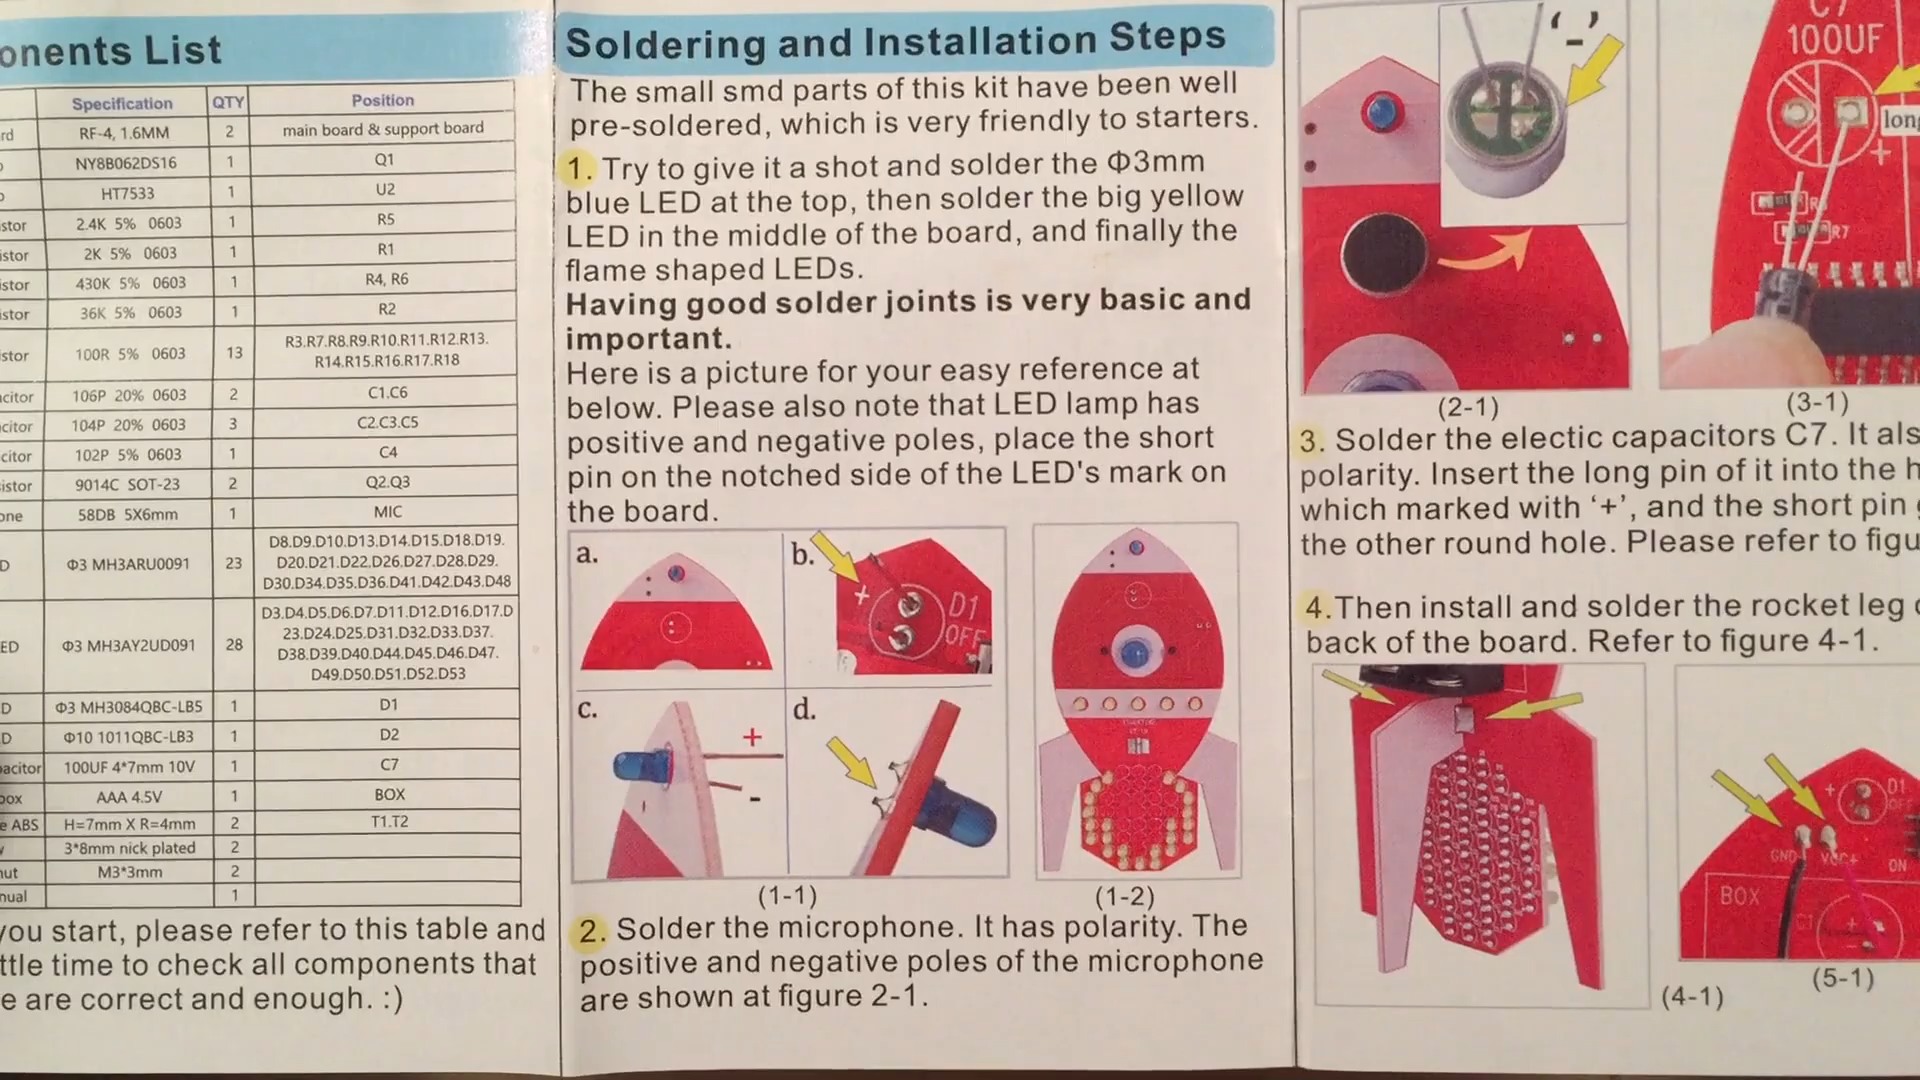 onents List
Specification QTY Position
rd RF-4, 1.6MM 2 main board & support board
NY8B062DS16 1 Q1
HT7533 1 U2
stor 2.4K 5% 0603 1 R5
istor 2K 5% 0603 1 R1
istor 430K 5% 0603 1 R4, R6
istor 36K 5% 0603 1 R2
istor 100R 5% 0603 13 R3.R7.R8.R9.R10.R11.R12.R13.
R14.R15.R16.R17.R18
citor 106P 20% 0603 2 C1.C6
citor 104P 20% 0603 3 C2.C3.C5
citor 102P 5% 0603 1 C4
istor 9014C SOT-23 2 Q2.Q3
one 58DB 5X6mm 1 MIC
D Φ3 MH3ARU0091 23 D8.D9.D10.D13.D14.D15.D18.D19.
D20.D21.D22.D26.D27.D28.D29.
D30.D34.D35.D36.D41.D42.D43.D48
ED Φ3 MH3AY2UD091 28 D3.D4.D5.D6.D7.D11.D12.D16.D17.D
23.D24.D25.D31.D32.D33.D37.
D38.D39.D40.D44.D45.D46.D47.
D49.D50.D51.D52.D53
D Φ3 MH3084QBC-LB5 1 D1
D Φ10 1011QBC-LB3 1 D2
pacitor 100UF 4*7mm 10V 1 C7
box AAA 4.5V 1 BOX
e ABS H=7mm X R=4mm 2 T1.T2
3*8mm nick plated 2
nut M3*3mm 2
nual 1
you start, please refer to this table and
ttle time to check all components that
e are correct and enough. :)
Soldering and Installation Steps
The small smd parts of this kit have been well
pre-soldered, which is very friendly to starters.
1. Try to give it a shot and solder the Φ3mm
blue LED at the top, then solder the big yellow
LED in the middle of the board, and finally the
flame shaped LEDs.
Having good solder joints is very basic and
important.
Here is a picture for your easy reference at
below. Please also note that LED lamp has
positive and negative poles, place the short
pin on the notched side of the LED's mark on
the board.
a.
b.
+ D1
OFF
c.
+
-
d.
(1-1)
(1-2)
2. Solder the microphone. It has polarity. The
positive and negative poles of the microphone
are shown at figure 2-1.
'-'
(2-1)
C7
100UF
long
+
R7
(3-1)
3. Solder the electic capacitors C7. It als
polarity. Insert the long pin of it into the h
which marked with '+', and the short pin
the other round hole. Please refer to figu
4.Then install and solder the rocket leg
back of the board. Refer to figure 4-1.
(4-1)
+ D1
GND VCC+ ON
BOX
(5-1)